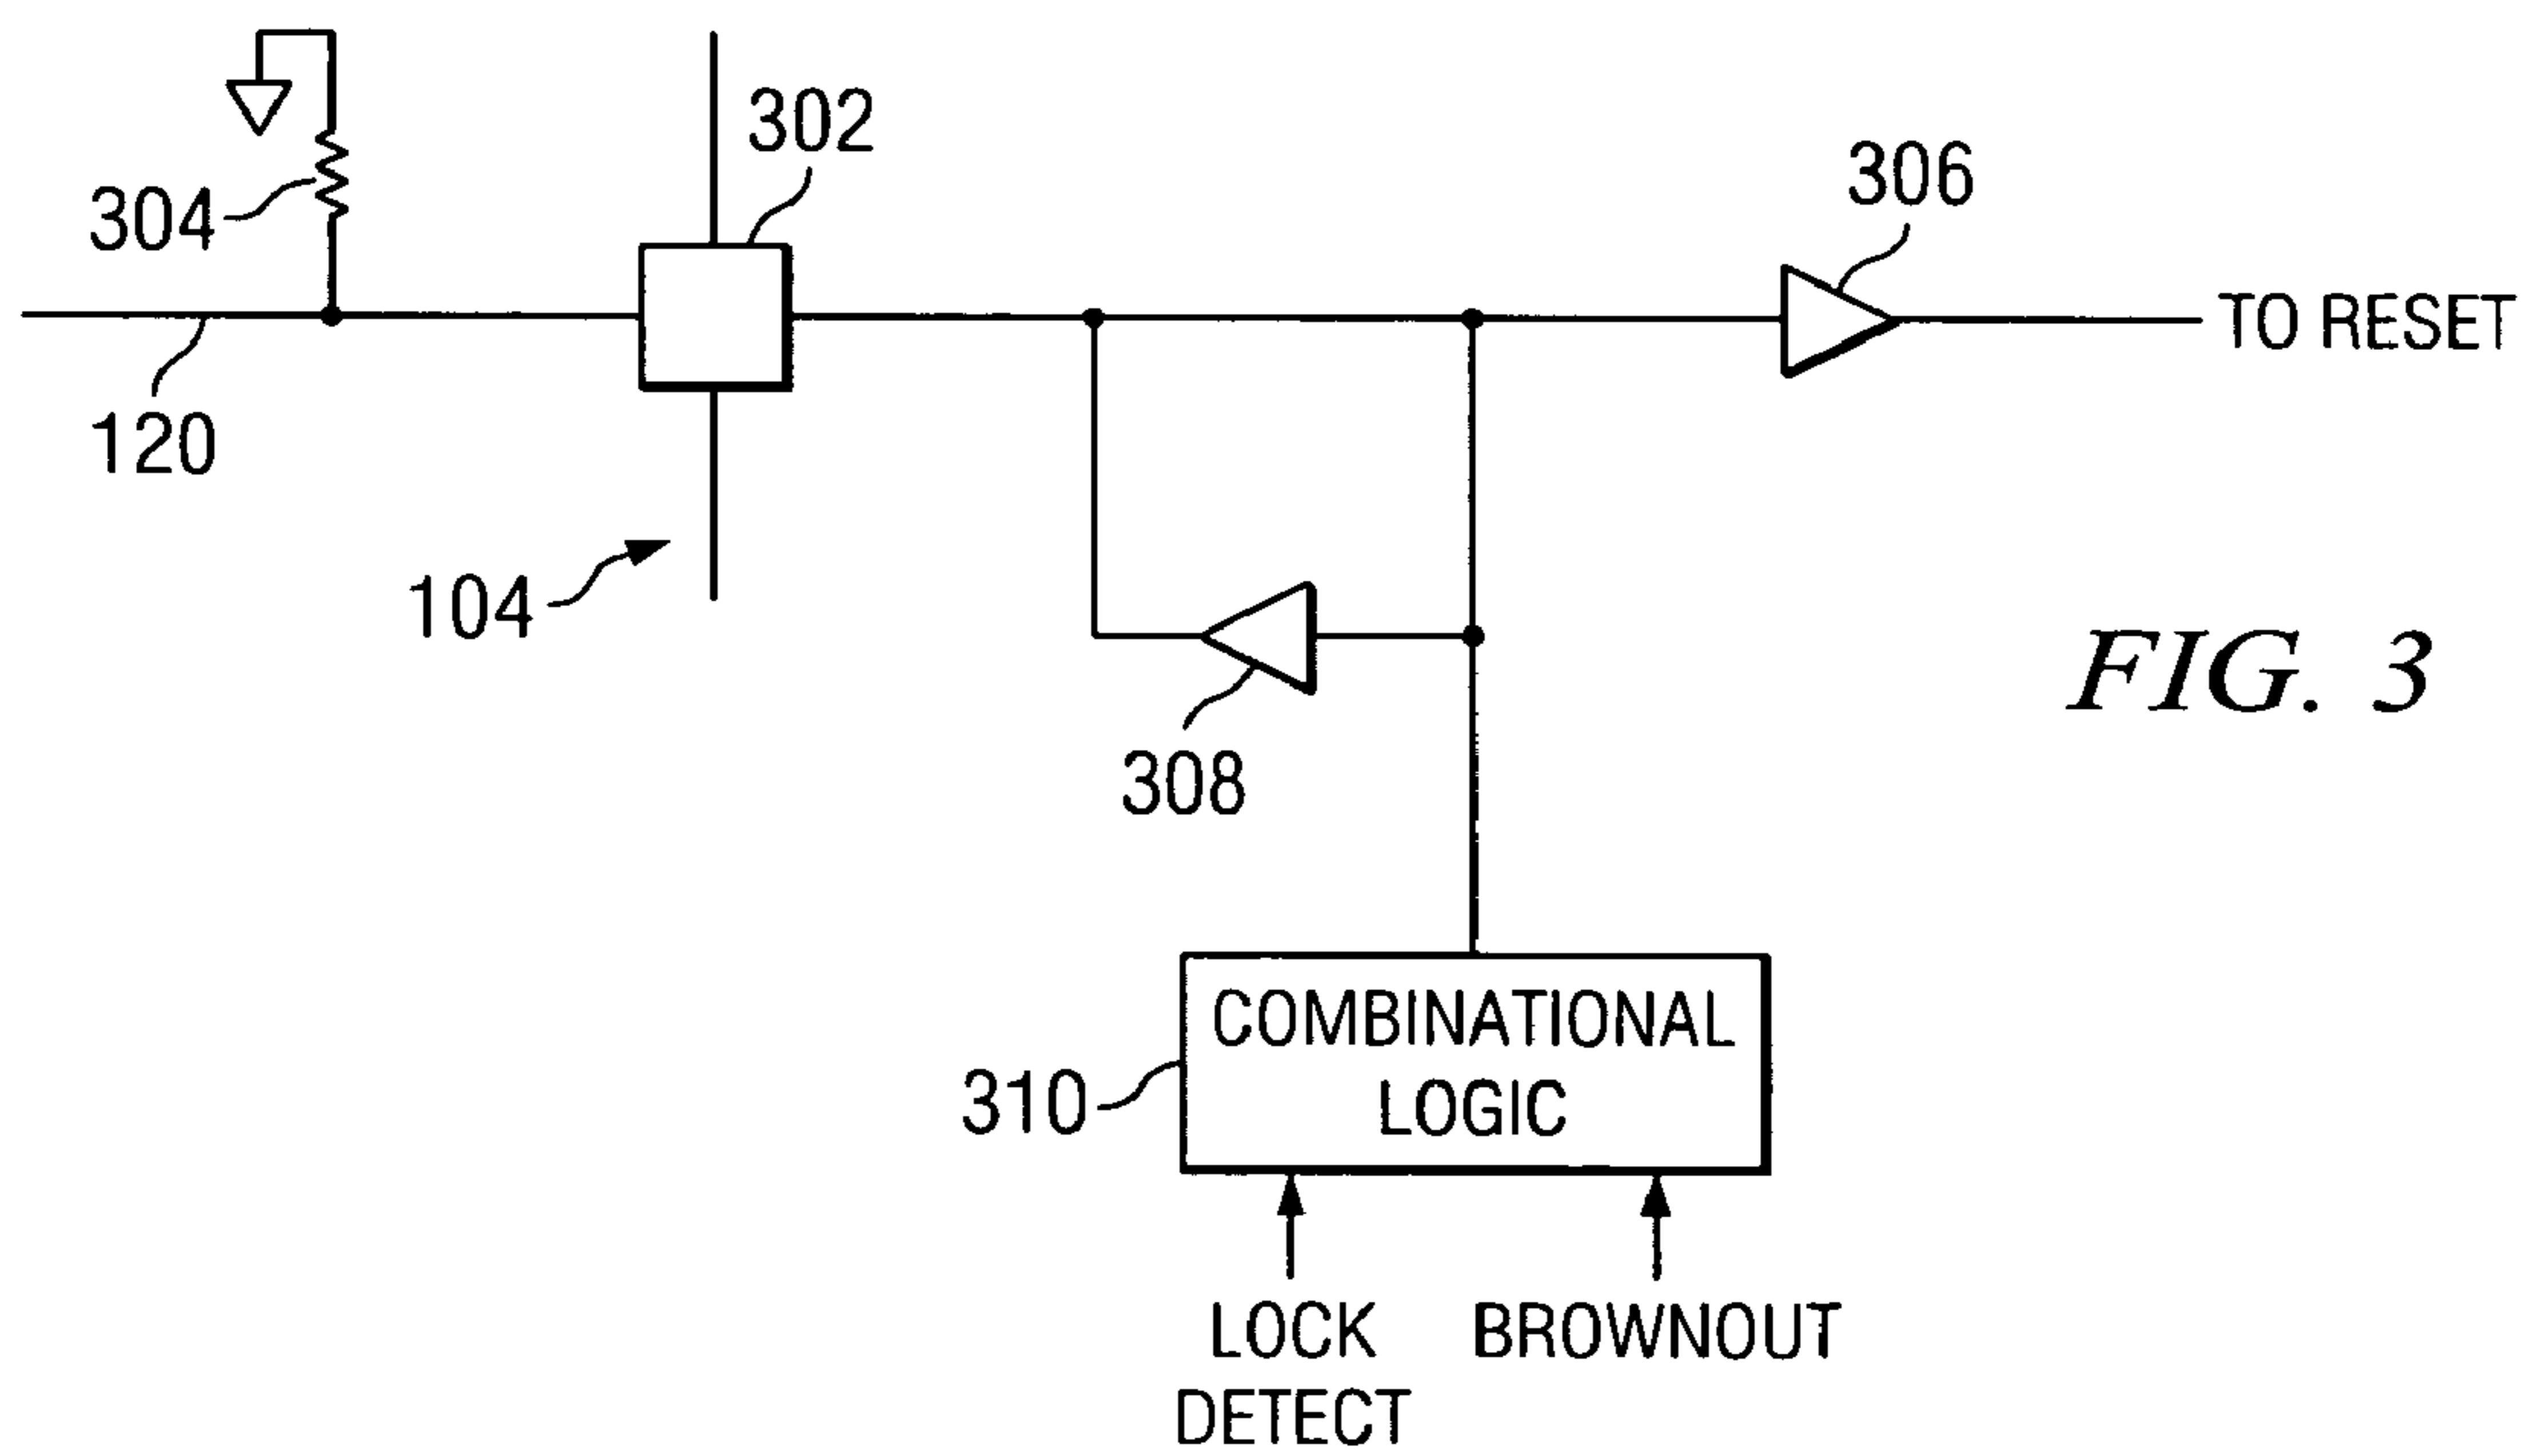 302
306
304
TO RESET
120
104
FIG. 3
308
COMBINATIONAL
LOGIC
310
LOCK
DETECT
BROWNOUT